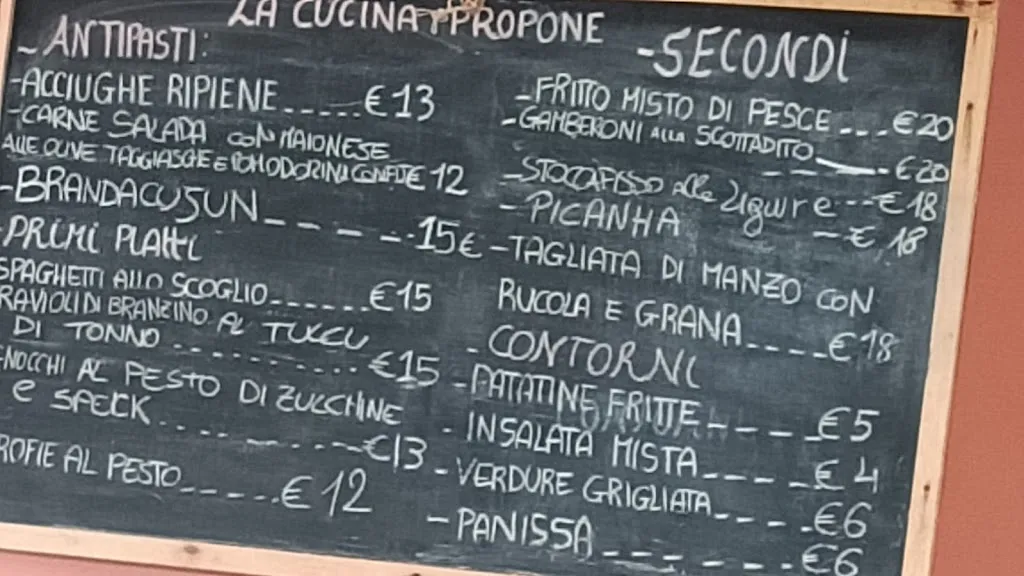 LA CUCINA PROPONE
- ANTIPASTI:
- ACCIUGHE RIPIENE ----- €13
- CARNE SALADA CON MAIONESE
ALLE OLIVE TAGGIASCHE E POMODORINI CONFIT € 12
- BRANDACUJUN ----- 15€
- PRIMI PIATTI
SPAGHETTI ALLO SCOGLIO ----- €15
RAVIOLI DI BRANZINO AL TUCCU
DI TONNO ----- €15
NOCCHI AL PESTO DI ZUCCHINE
e SPECK ----- €13
ROFIE AL PESTO ----- €12
- SECONDI
- FRITTO MISTO DI PESCE --- €20
- GAMBERONI ALLA SCOTTADITO --- €20
- STOCCAFISSO alla Ligure --- €18
- PICANHA - € 18
- TAGLIATA DI MANZO CON
RUCOLA E GRANA ---- €18
- CONTORNI
- PATATINE FRITTE ---- €5
- INSALATA MISTA ---- €4
- VERDURE GRIGLIATA ---- €6
- PANISSA ---- €6